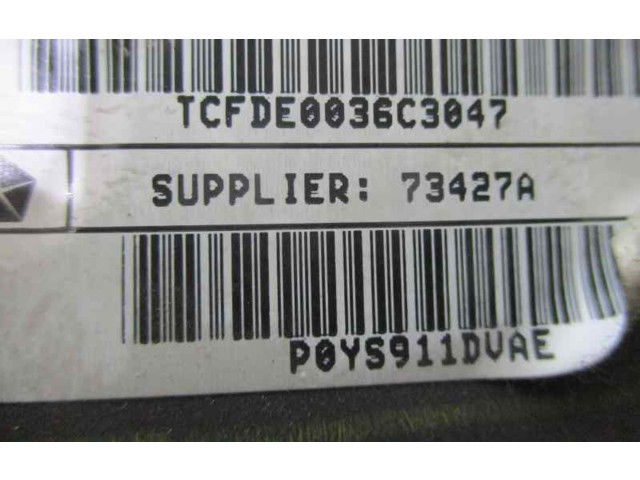 TCFDE0036C3047
SUPPLIER: 73427A
P0YS911DVAE